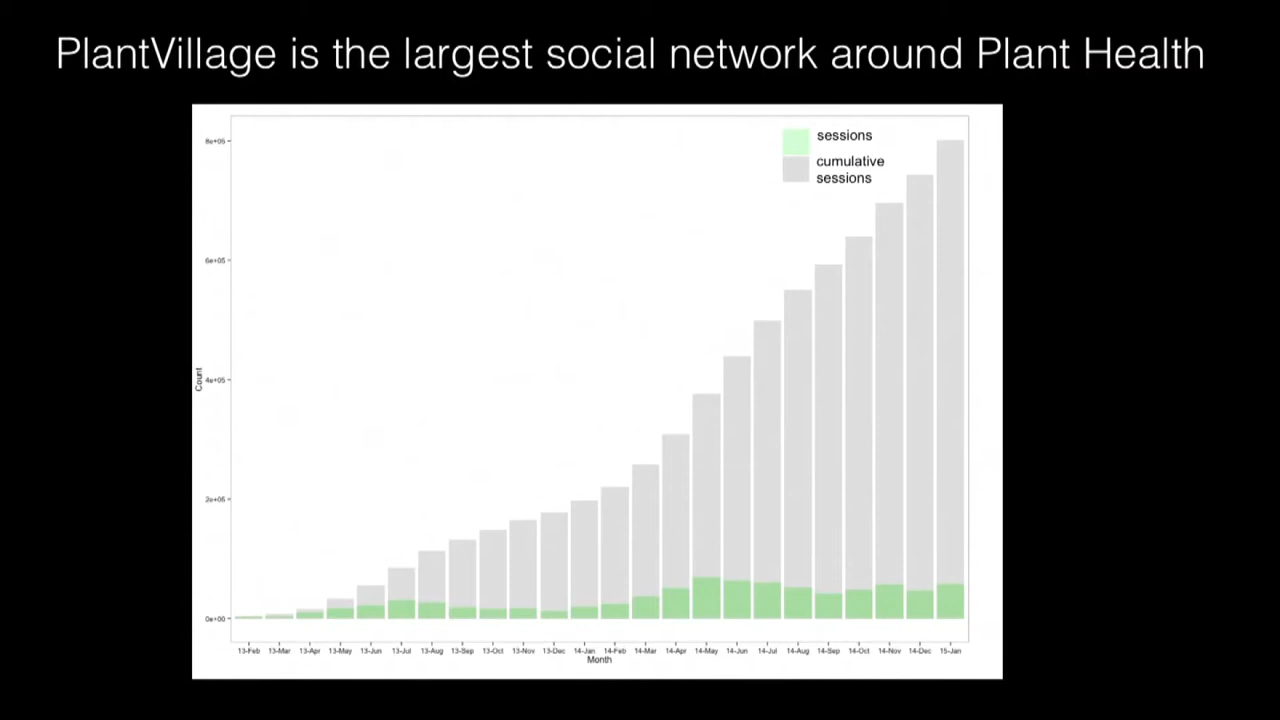 PlantVillage is the largest social network around Plant Health
sessions
cumulative
sessions
8e+05
6e+05
4e+05
2e+05
0e+00
Count
13-Feb 13-Mar 13-Apr 13-May 13-Jun 13-Jul 13-Aug 13-Sep 13-Oct 13-Nov 13-Dec 14-Jan 14-Feb 14-Mar 14-Apr 14-May 14-Jun 14-Jul 14-Aug 14-Sep 14-Oct 14-Nov 14-Dec 15-Jan
Month